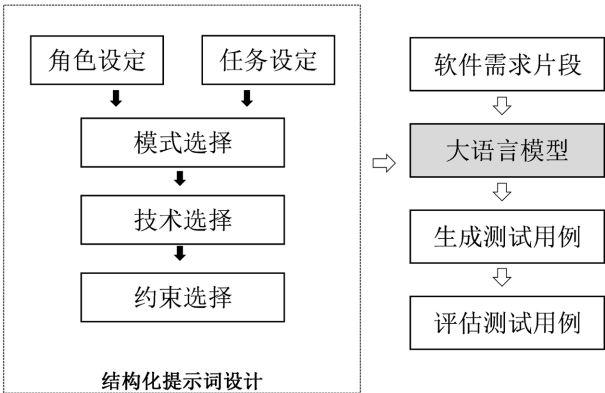 角色设定
任务设定
模式选择
技术选择
约束选择
结构化提示词设计
软件需求片段
大语言模型
生成测试用例
评估测试用例